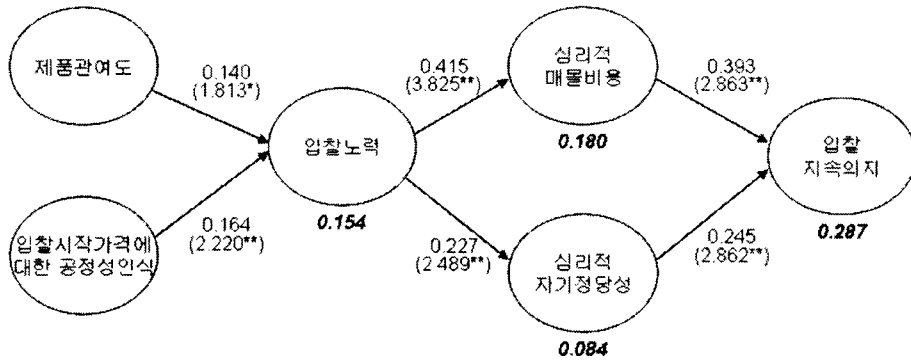 제품관여도
0.140
(1.813*)
입찰시작가격에
대한 공정성인식
0.164
(2.220**)
입찰노력
0.154
0.415
(3.825**)
심리적
매몰비용
0.180
0.227
(2.489**)
심리적
자기정당성
0.084
0.393
(2.863**)
0.245
(2.862**)
입찰
지속의지
0.287